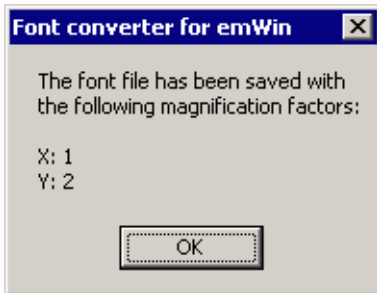 Font converter for emWin
The font file has been saved with
the following magnification factors:
X: 1
Y: 2
OK